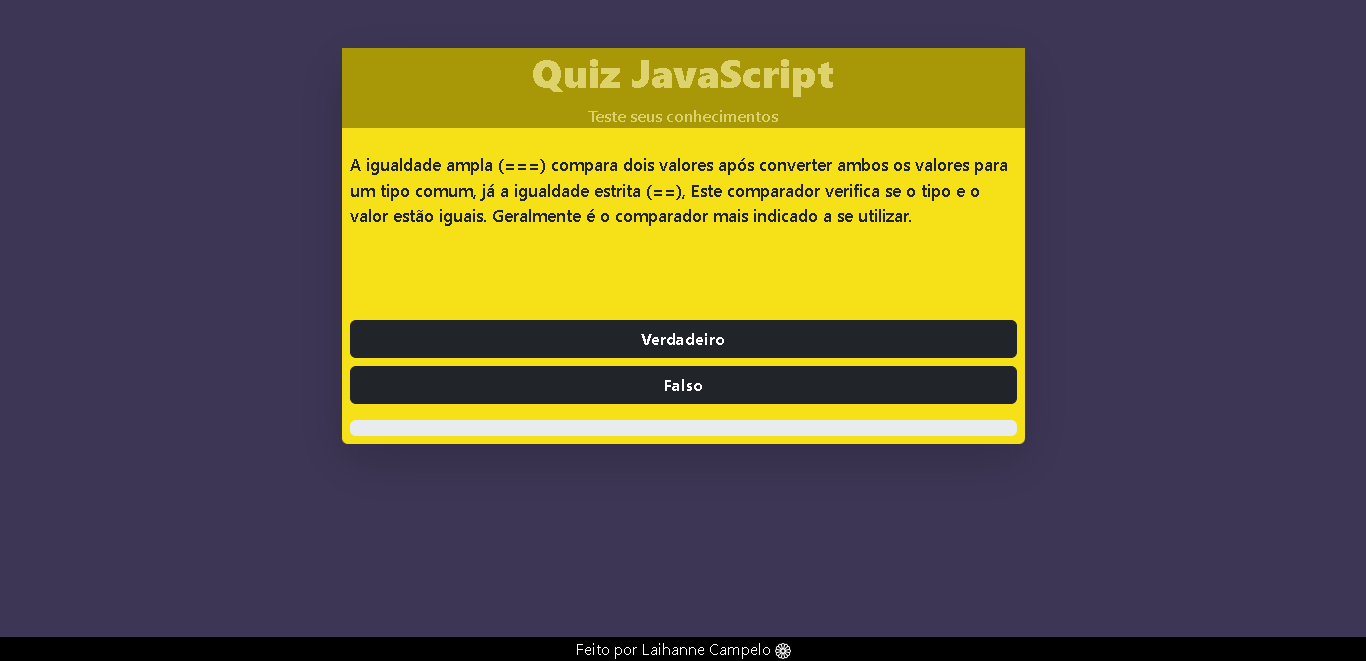 Quiz JavaScript
Teste seus conhecimentos
A igualdade ampla (===) compara dois valores após converter ambos os valores para
um tipo comum, já a igualdade estrita (==), Este comparador verifica se o tipo e o
valor estão iguais. Geralmente é o comparador mais indicado a se utilizar.
Verdadeiro
Falso
Feito por Laihanne Campelo